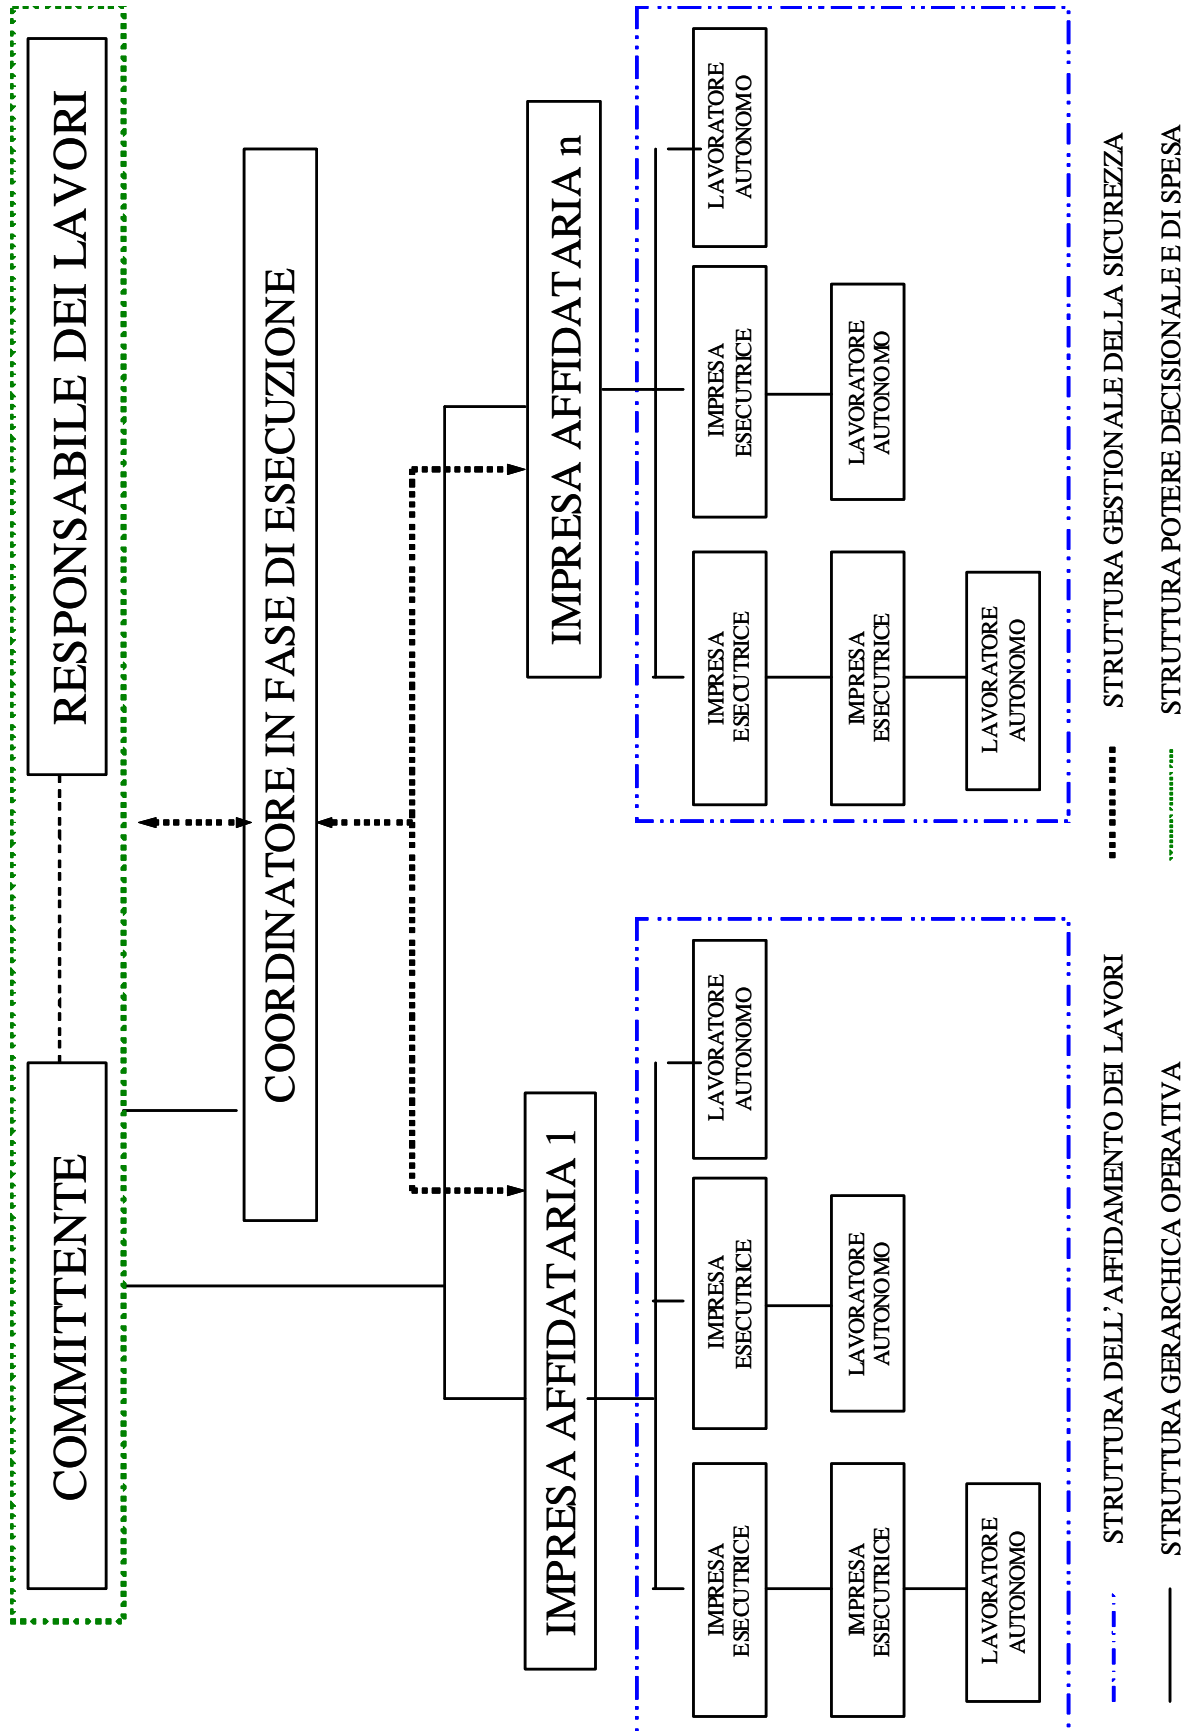 COMMITTENTE
RESPONSABILE DEI LAVORI
COORDINATORE IN FASE DI ESECUZIONE
IMPRESA AFFIDATARIA 1
IMPRESA AFFIDATARIA n
IMPRESA
ESECUTRICE
IMPRESA
ESECUTRICE
LAVORATORE
AUTONOMO
IMPRESA
ESECUTRICE
IMPRESA
ESECUTRICE
LAVORATORE
AUTONOMO
IMPRESA
ESECUTRICE
LAVORATORE
AUTONOMO
IMPRESA
ESECUTRICE
LAVORATORE
AUTONOMO
LAVORATORE
AUTONOMO
LAVORATORE
AUTONOMO
STRUTTURA DELL' AFFIDAMENTO DEI LAVORI
STRUTTURA GESTIONALE DELLA SICUREZZA
STRUTTURA GERARCHICA OPERATIVA
STRUTTURA POTERE DECISIONALE E DI SPESA